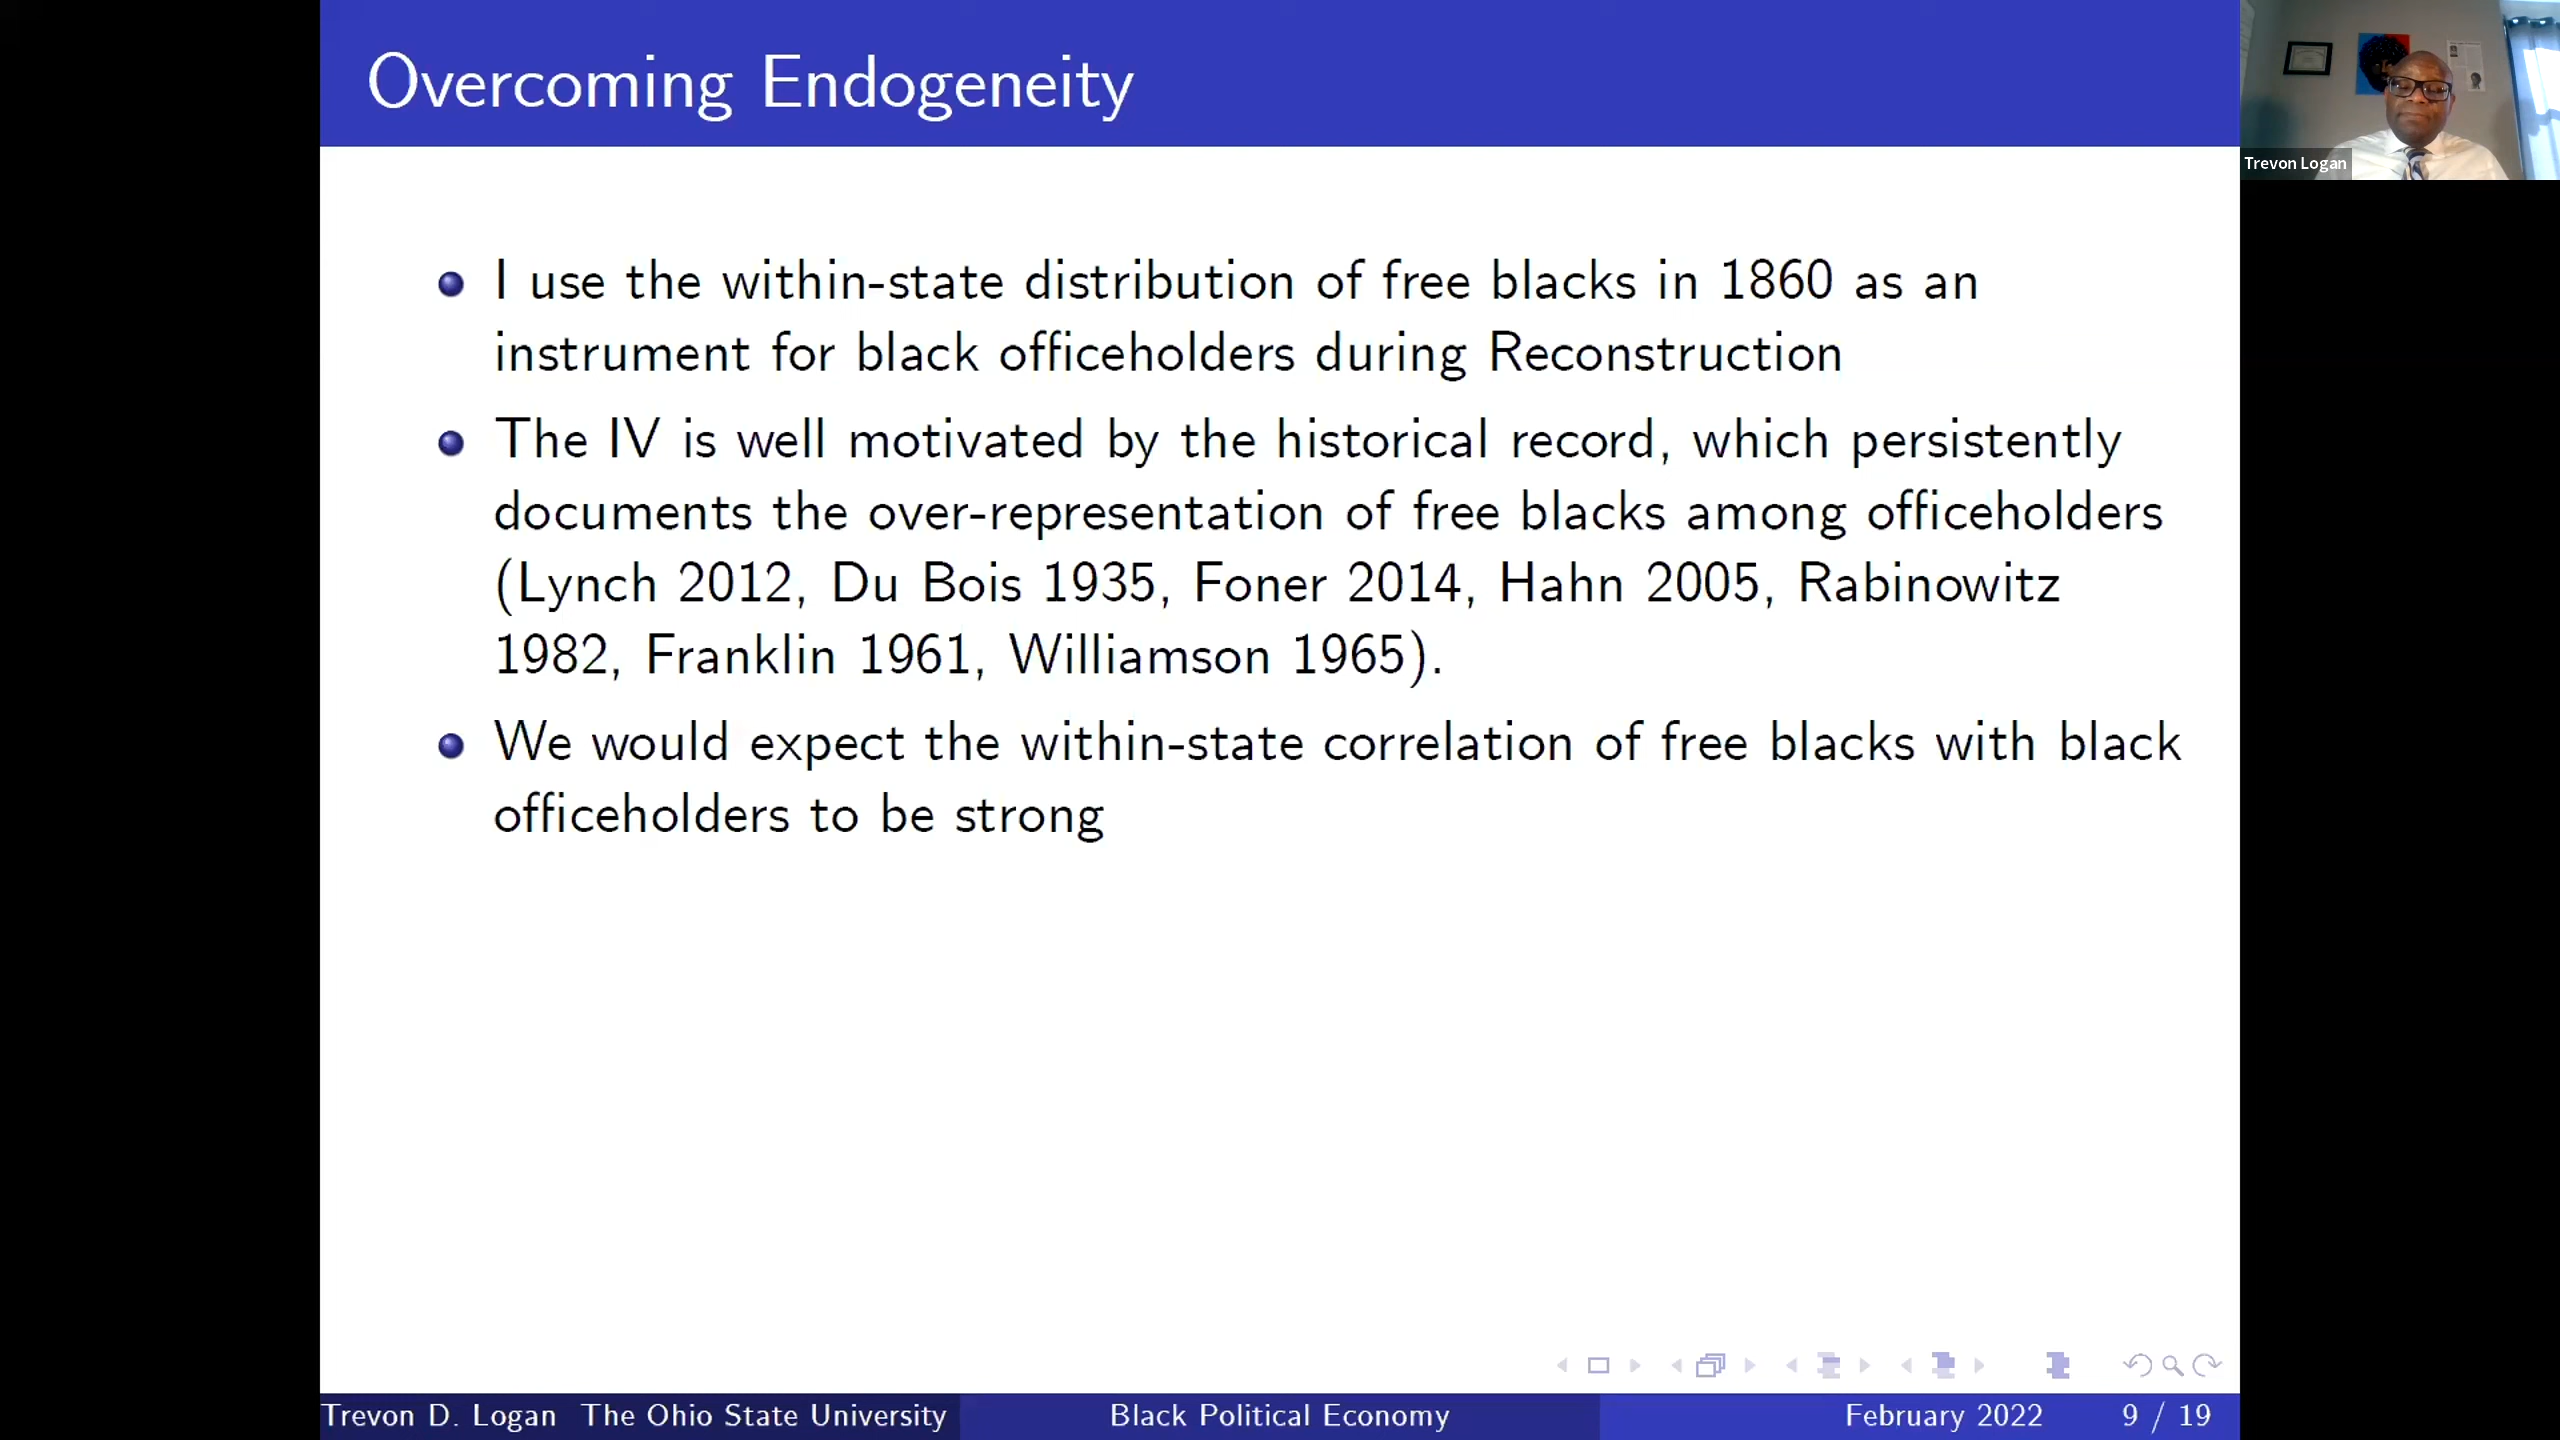 Overcoming Endogeneity
Trevon Logan
I use the within-state distribution of free blacks in 1860 as an
instrument for black officeholders during Reconstruction
The IV is well motivated by the historical record, which persistently
documents the over-representation of free blacks among officeholders
(Lynch 2012, Du Bois 1935, Foner 2014, Hahn 2005, Rabinowitz
1982, Franklin 1961, Williamson 1965).
We would expect the within-state correlation of free blacks with black
officeholders to be strong
Trevon D. Logan The Ohio State University Black Political Economy February 2022 9 / 19